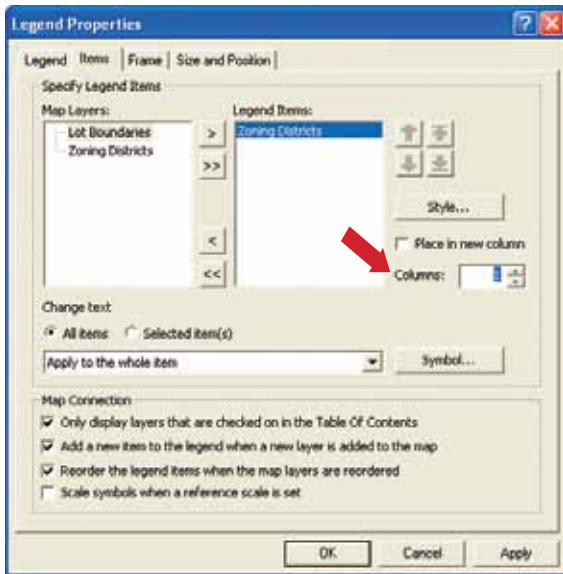 Legend Properties
Legend Items Frame Size and Position
Specify Legend Items
Map Layers: Legend Items:
Lot Boundaries > Zoning Districts
Zoning Districts
>>
Style...
< Place in new column
<< Columns:
Change text
All items Selected item(s)
Apply to the whole item Symbol...
Map Connection
Only display layers that are checked on in the Table Of Contents
Add a new item to the legend when a new layer is added to the map
Reorder the legend items when the map layers are reordered
Scale symbols when a reference scale is set
OK Cancel Apply